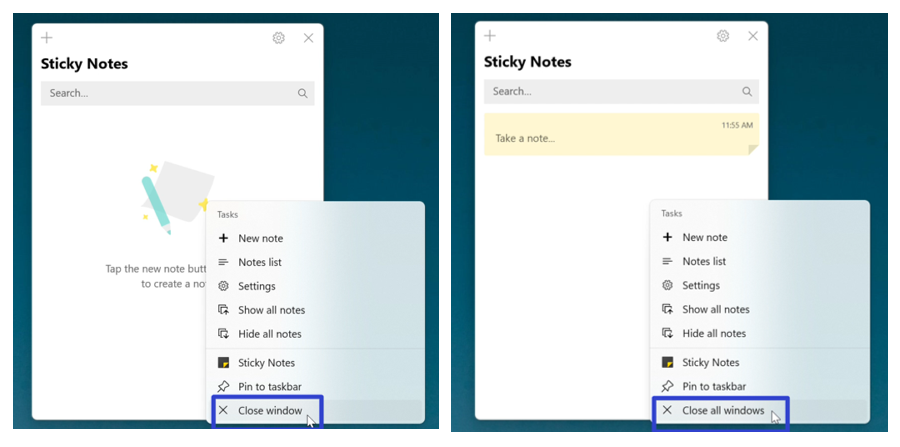 Sticky Notes
Search...
Tap the new note but
to create a no
Tasks
New note
Notes list
Settings
Show all notes
Hide all notes
Sticky Notes
Pin to taskbar
Close window
Sticky Notes
Search...
11:55 AM
Take a note...
Tasks
New note
Notes list
Settings
Show all notes
Hide all notes
Sticky Notes
Pin to taskbar
Close all windows